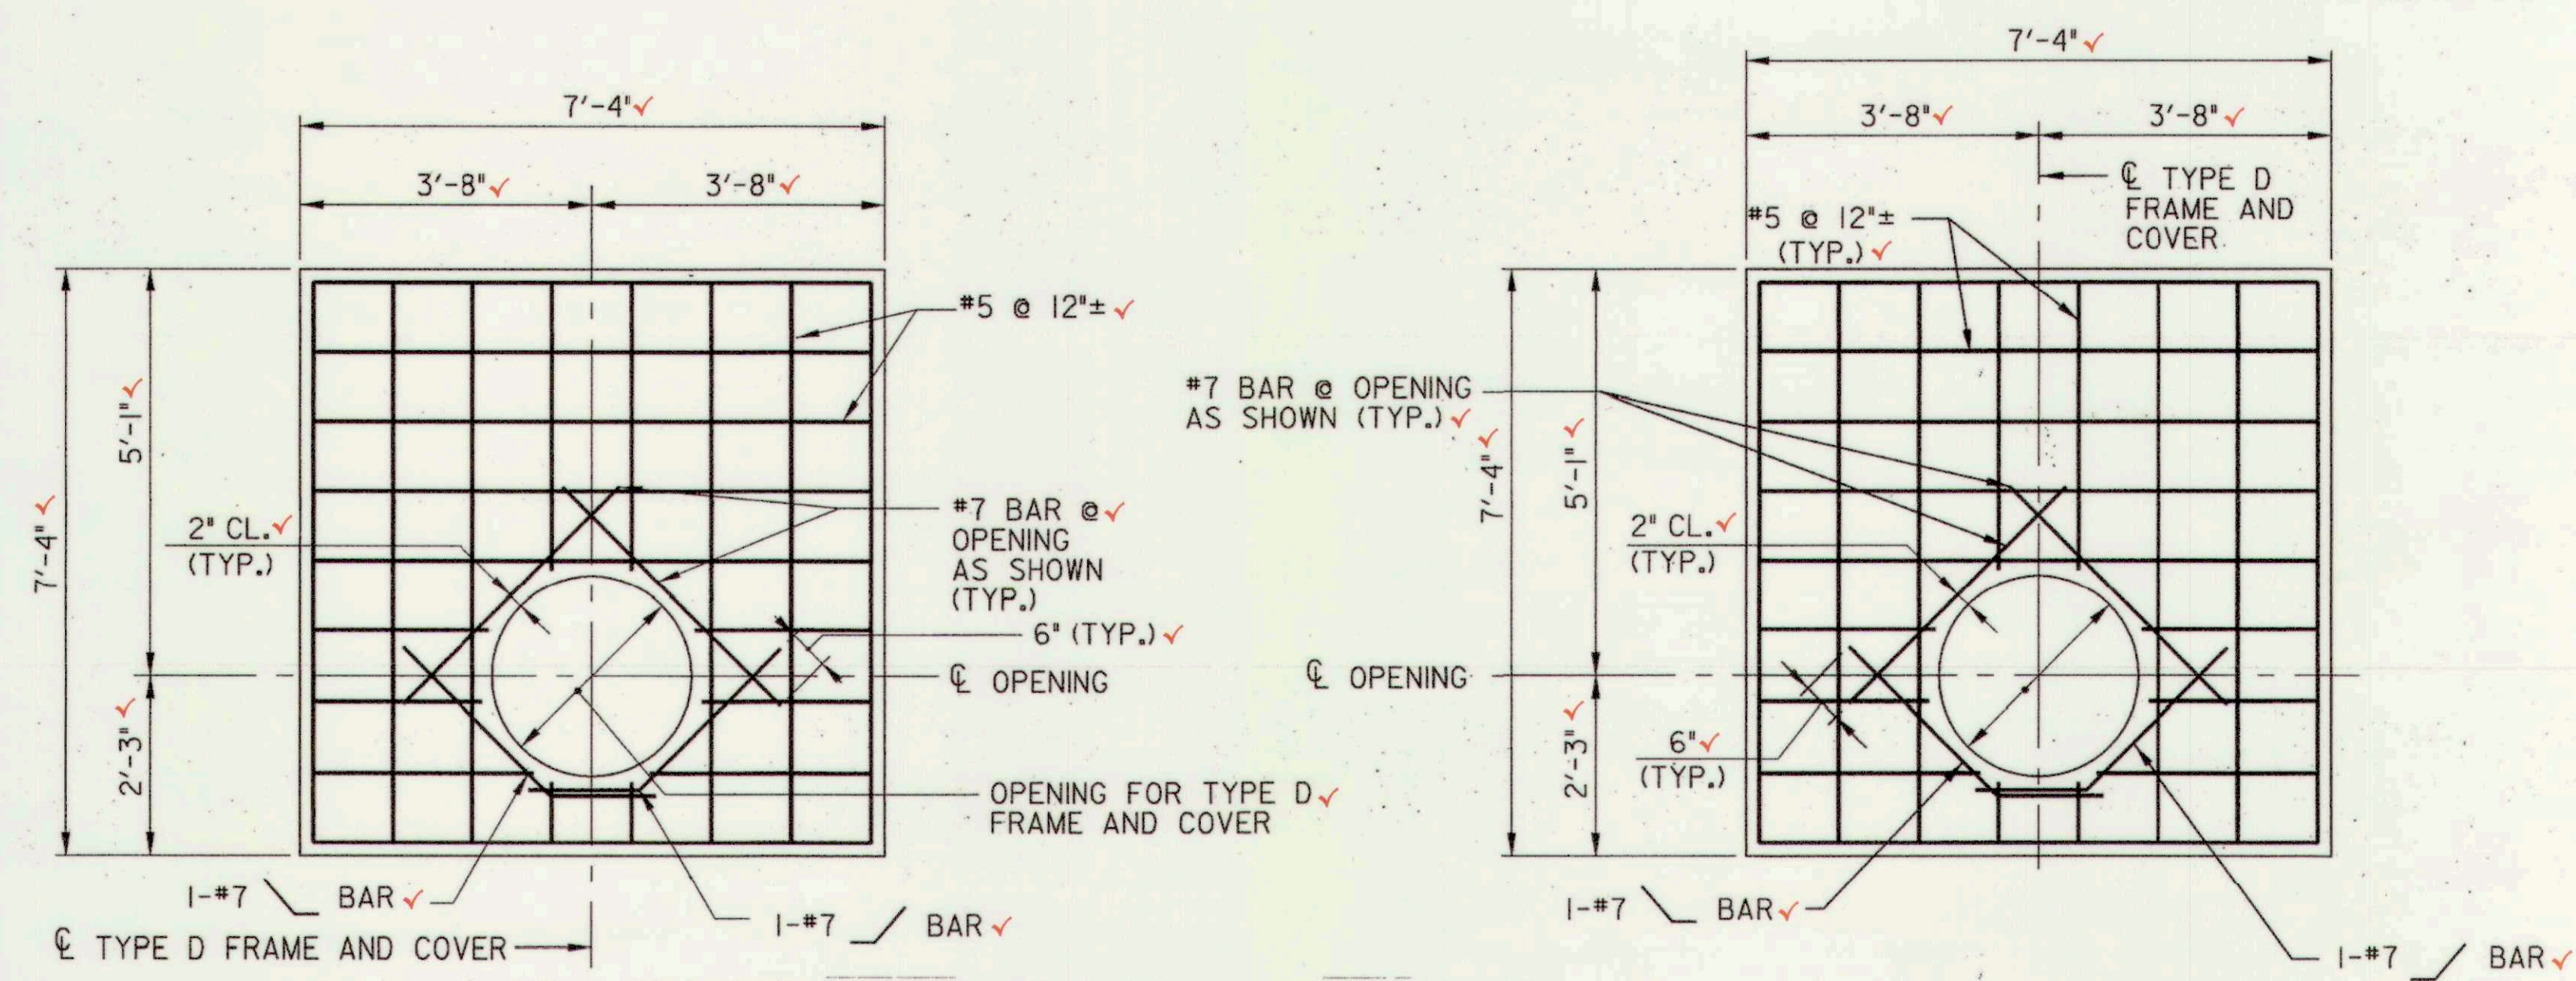 7'-4"✓
3'-8"✓ 3'-8"✓
#5 @ 12"± ✓
5'-1"✓
7'-4" ✓
2'-3" ✓
2" CL.✓
(TYP.)
#7 BAR @✓
OPENING
AS SHOWN
(TYP.)
6" (TYP.)✓
℄ OPENING
OPENING FOR TYPE D✓
FRAME AND COVER
1-#7 BAR ✓
1-#7 BAR ✓
℄ TYPE D FRAME AND COVER
7'-4"✓
3'-8"✓ 3'-8"✓
℄ TYPE D
FRAME AND
COVER
#5 @ 12"±
(TYP.)✓
#7 BAR @ OPENING
AS SHOWN (TYP.)✓
7'-4" ✓
5'-1" ✓
2" CL.✓
(TYP.)
℄ OPENING
2'-3" ✓
6"✓
(TYP.)
1-#7 BAR✓
1-#7 BAR✓